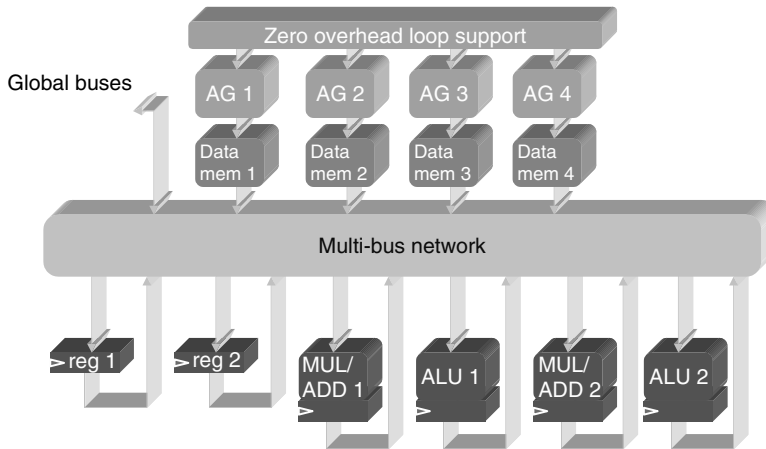 Zero overhead loop support
Global buses
AG 1
AG 2
AG 3
AG 4
Data
mem 1
Data
mem 2
Data
mem 3
Data
mem 4
Multi-bus network
reg 1
reg 2
MUL/
ADD 1
ALU 1
MUL/
ADD 2
ALU 2